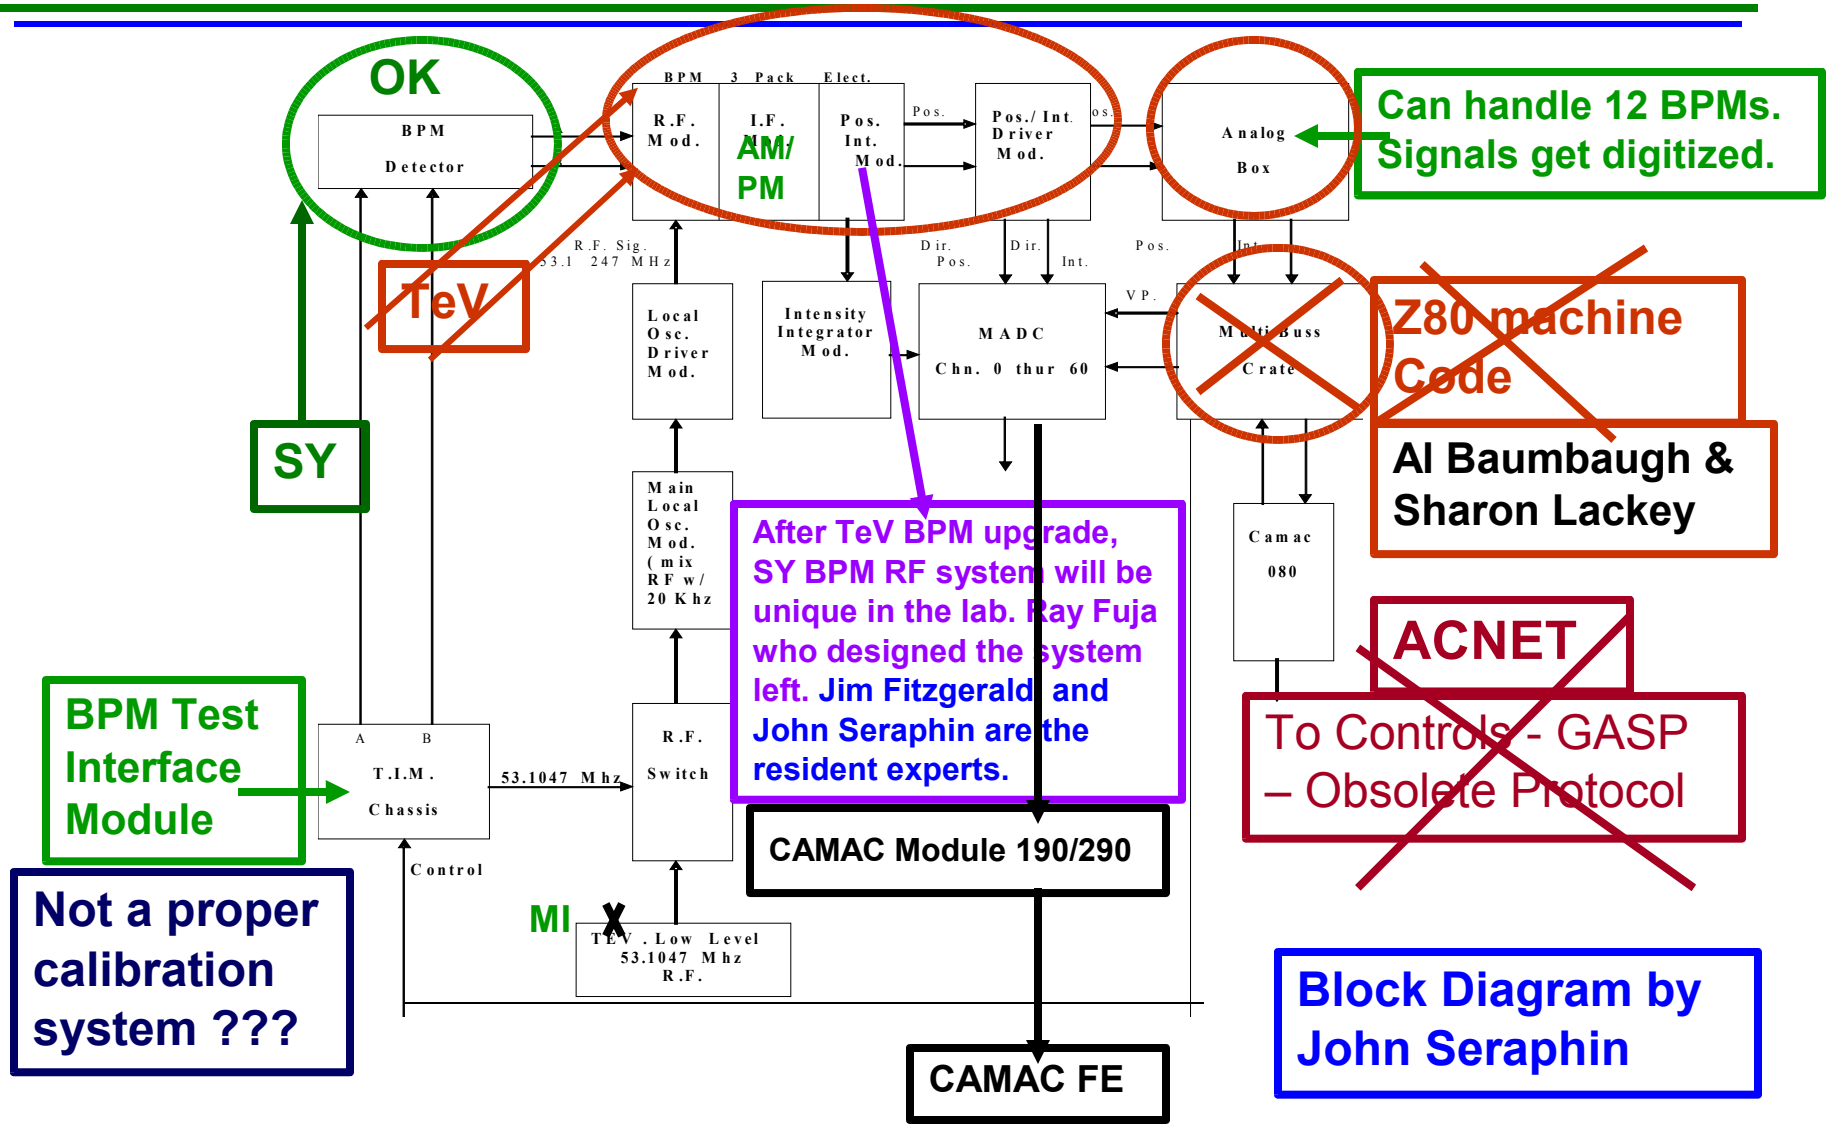 OK
BPM 3 Pack Elect.
BPM
Detector
R.F.
Mod.
I.F.
AM/
PM
Pos.
Int.
Mod.
Pos.
Pos./Int.
Driver
Mod.
os.
Analog
Box
Can handle 12 BPMs.
Signals get digitized.
R.F. Sig.
53.1 247 MHz
Dir.
Pos.
Dir.
Int.
Pos.
Int.
TeV
Local
Osc.
Driver
Mod.
Intensity
Integrator
Mod.
MADC
Chn. 0 thur 60
VP.
Multi Buss
Crate
Z80 machine
Code
Al Baumbaugh &
Sharon Lackey
SY
Main
Local
Osc.
Mod.
(mix
RF w/
20 Khz
After TeV BPM upgrade,
SY BPM RF system will be
unique in the lab. Ray Fuja
who designed the system
left. Jim Fitzgerald and
John Seraphin are the
resident experts.
Camac
080
ACNET
To Controls - GASP
– Obsolete Protocol
BPM Test
Interface
Module
A B
T.I.M.
Chassis
53.1047 Mhz
R.F.
Switch
Control
CAMAC Module 190/290
Not a proper
calibration
system ???
MI
TEV. Low Level
53.1047 Mhz
R.F.
Block Diagram by
John Seraphin
CAMAC FE